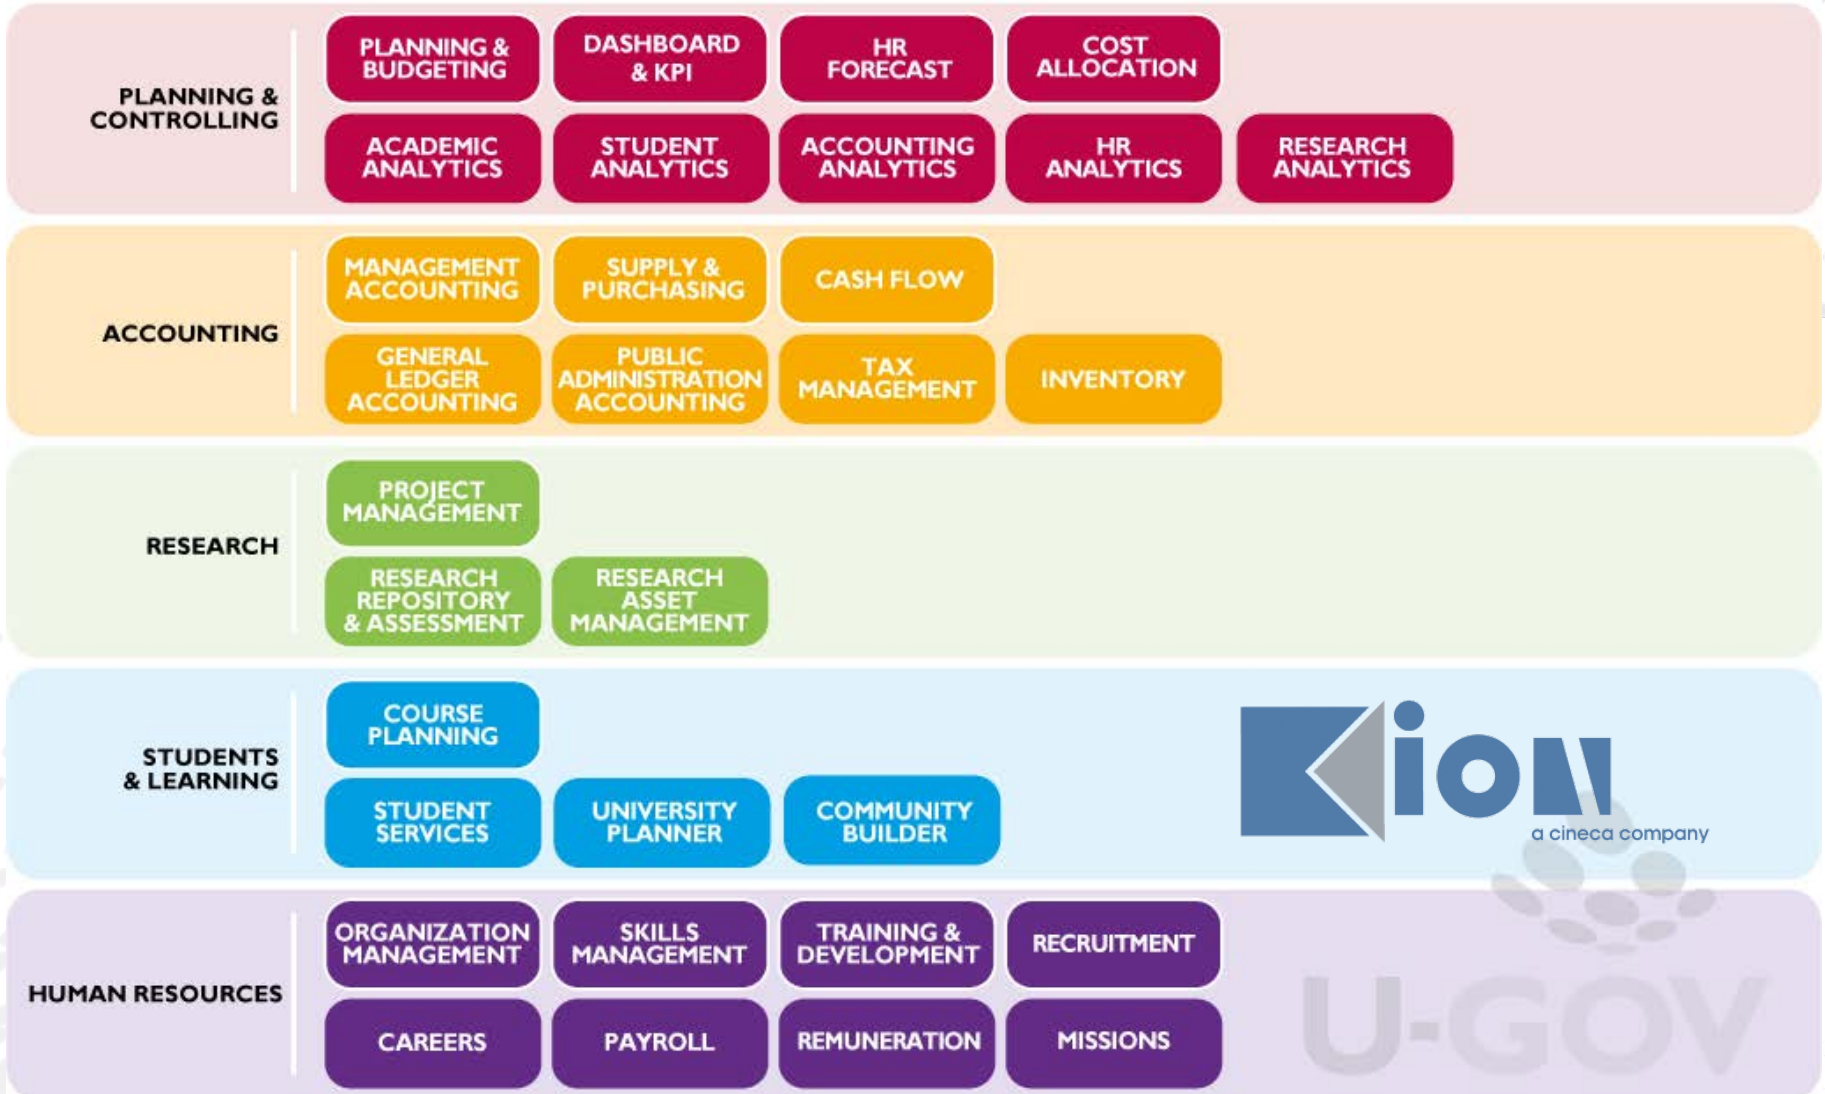 PLANNING &
CONTROLLING
PLANNING &
BUDGETING
DASHBOARD
& KPI
HR
FORECAST
COST
ALLOCATION
ACADEMIC
ANALYTICS
STUDENT
ANALYTICS
ACCOUNTING
ANALYTICS
HR
ANALYTICS
RESEARCH
ANALYTICS
ACCOUNTING
MANAGEMENT
ACCOUNTING
SUPPLY &
PURCHASING
CASH FLOW
GENERAL
LEDGER
ACCOUNTING
PUBLIC
ADMINISTRATION
ACCOUNTING
TAX
MANAGEMENT
INVENTORY
RESEARCH
PROJECT
MANAGEMENT
RESEARCH
REPOSITORY
& ASSESSMENT
RESEARCH
ASSET
MANAGEMENT
STUDENTS
& LEARNING
COURSE
PLANNING
STUDENT
SERVICES
UNIVERSITY
PLANNER
COMMUNITY
BUILDER
Kion
a cineca company
HUMAN RESOURCES
ORGANIZATION
MANAGEMENT
SKILLS
MANAGEMENT
TRAINING &
DEVELOPMENT
RECRUITMENT
CAREERS
PAYROLL
REMUNERATION
MISSIONS
U-GOV